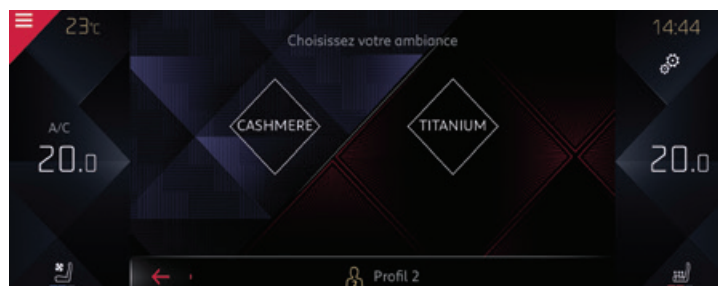 23°C
14:44
Choisissez votre ambiance
CASHMERE
TITANIUM
A/C
20.0
20.0
Profil 2